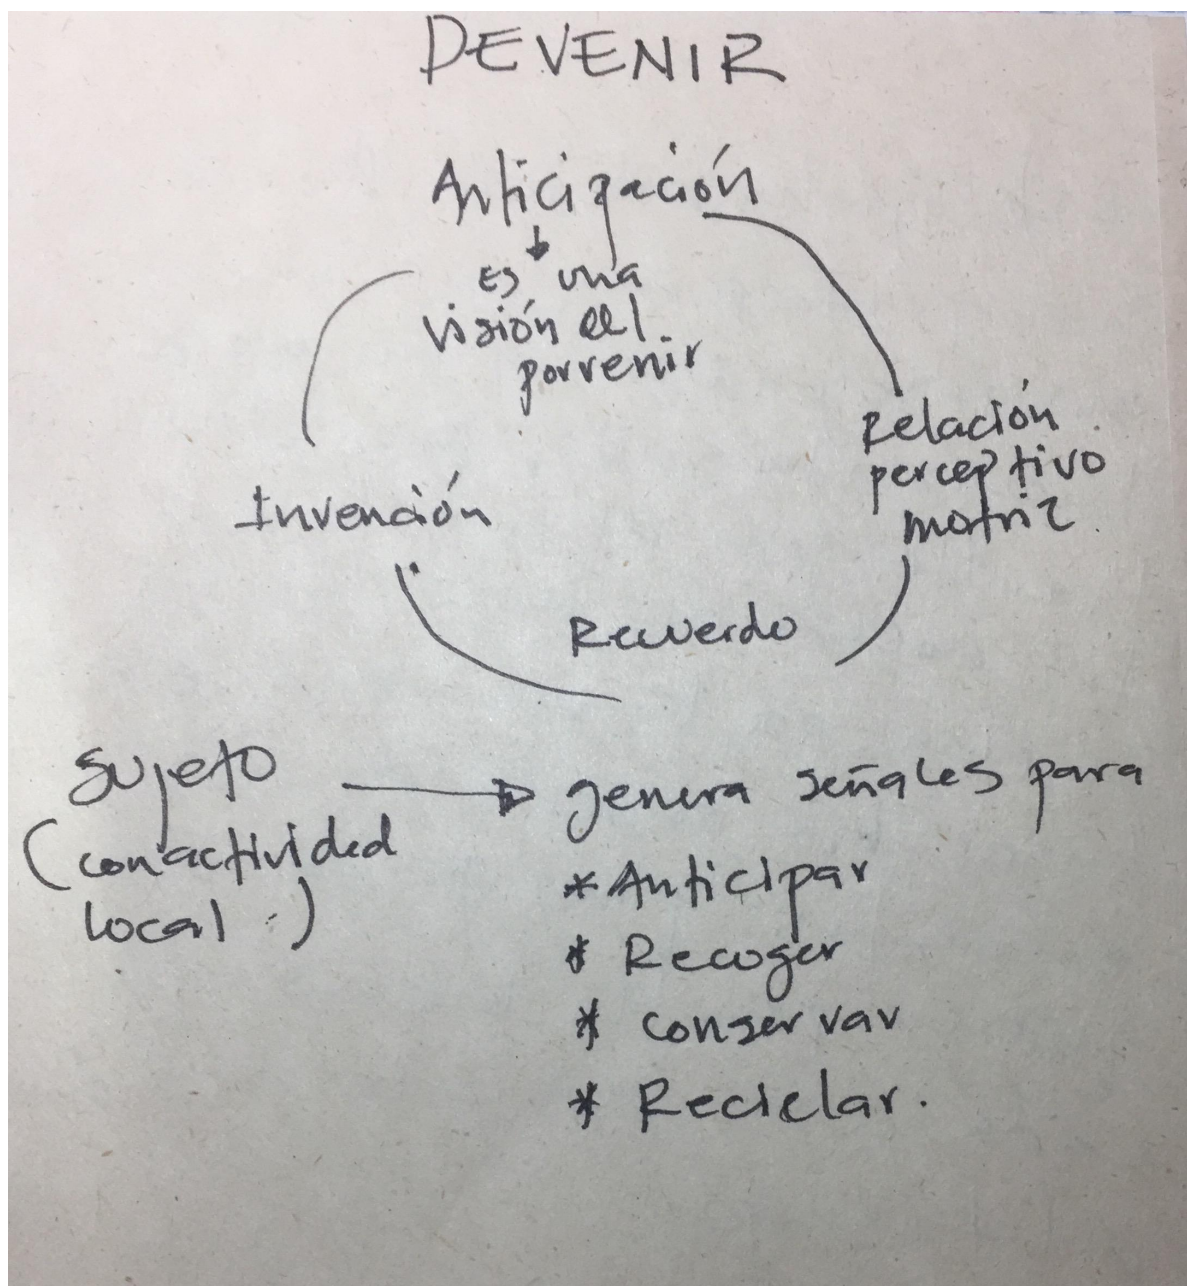 DEVENIR
Anticipación
Es una
visión del
porvenir
Relación
perceptivo
motriz.
Invención
Recuerdo
Sujeto
(con actividad
local.)
genera señales para
* Anticipar
* Recoger
* conservar
* Reciclar.